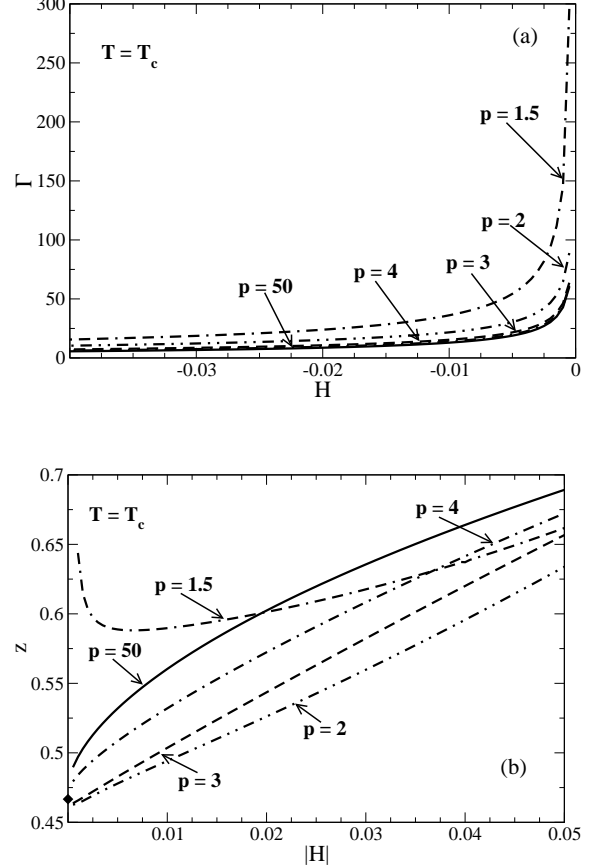 300
(a)
T = Tc
250
200
p = 1.5
Γ
150
p = 2
100
p = 3
p = 4
p = 50
50
0
-0.03
-0.02
-0.01
0
H
0.7
T = Tc
p = 4
0.65
p = 1.5
0.6
z
p = 50
0.55
p = 2
0.5
p = 3
(b)
0.45
0.01
0.02
0.03
0.04
0.05
|H|